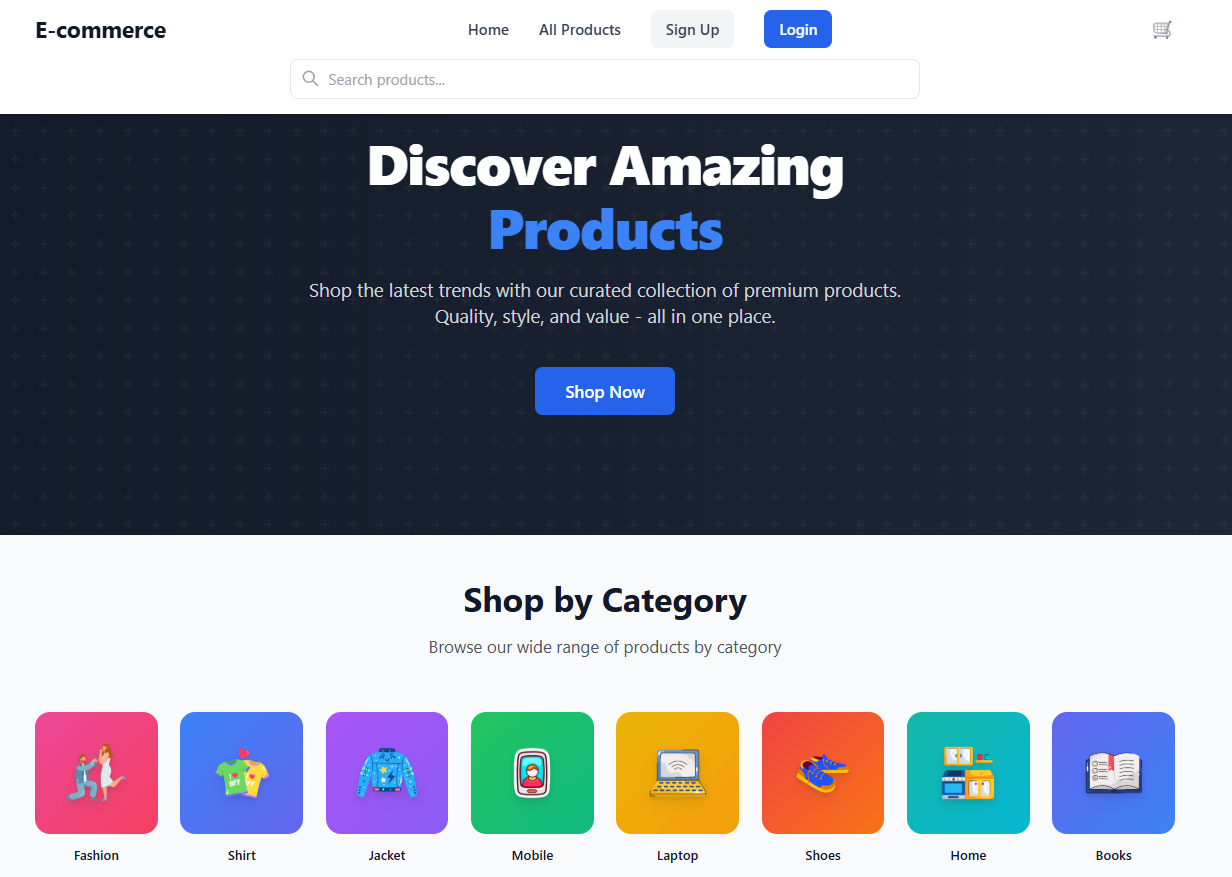 E-commerce
Home
All Products
Sign Up
Login
Search products...
Discover Amazing
Products
Shop the latest trends with our curated collection of premium products.
Quality, style, and value - all in one place.
Shop Now
Shop by Category
Browse our wide range of products by category
BFF
Fashion
Shirt
Jacket
Mobile
Laptop
Shoes
Home
Books